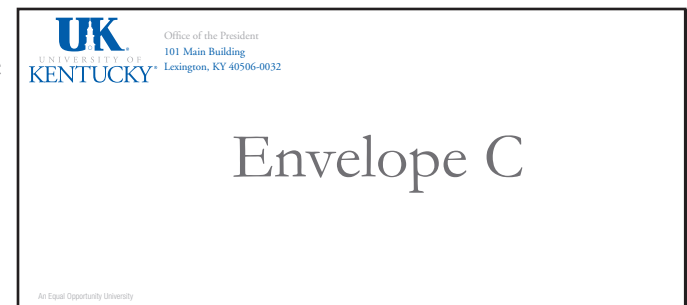 UK
UNIVERSITY OF
KENTUCKY®
Office of the President
101 Main Building
Lexington, KY 40506-0032
Envelope C
An Equal Opportunity University